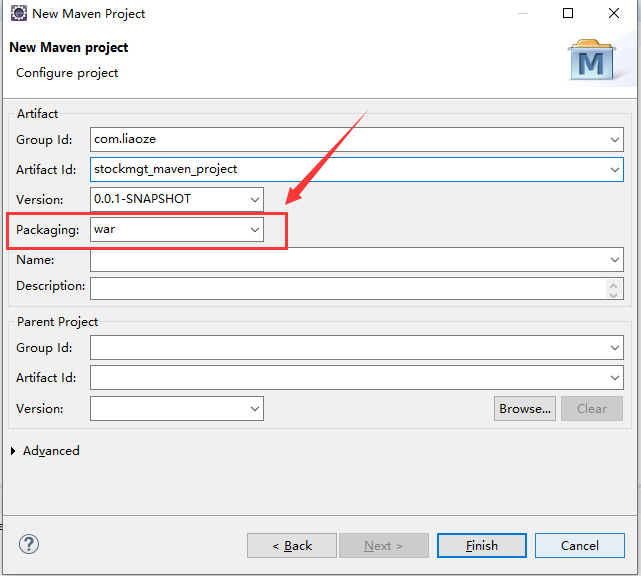 New Maven Project
New Maven project
Configure project
M
Artifact
Group Id: com.liaoze
Artifact Id: stockmgt_maven_project
Version: 0.0.1-SNAPSHOT
Packaging: war
Name:
Description:
Parent Project
Group Id:
Artifact Id:
Version: Browse... Clear
Advanced
? < Back Next > Finish Cancel